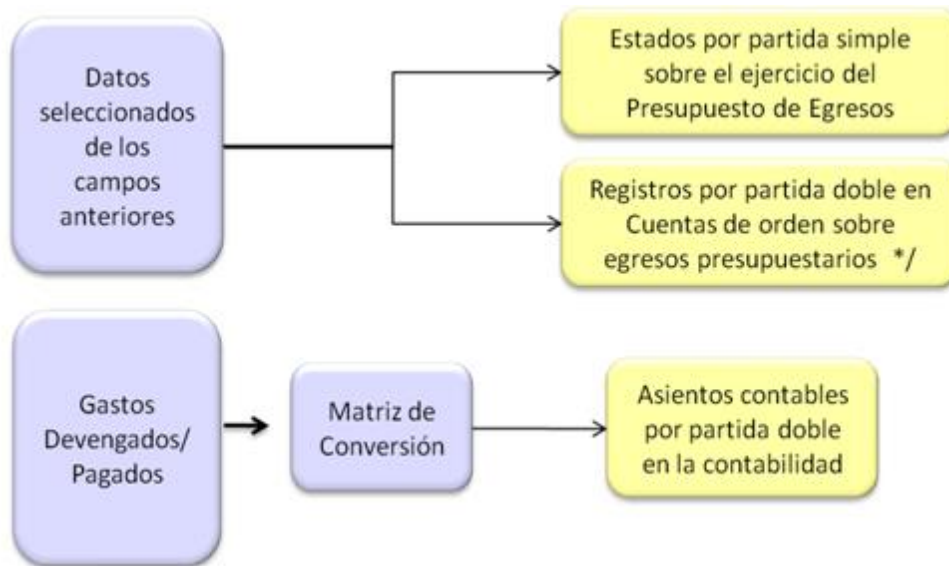 Datos
seleccionados
de los
campos
anteriores
Estados por partida simple
sobre el ejercicio del
Presupuesto de Egresos
Registros por partida doble en
Cuentas de orden sobre
egresos presupuestarios */
Gastos
Devengados/
Pagados
Matriz de
Conversión
Asientos contables
por partida doble
en la contabilidad